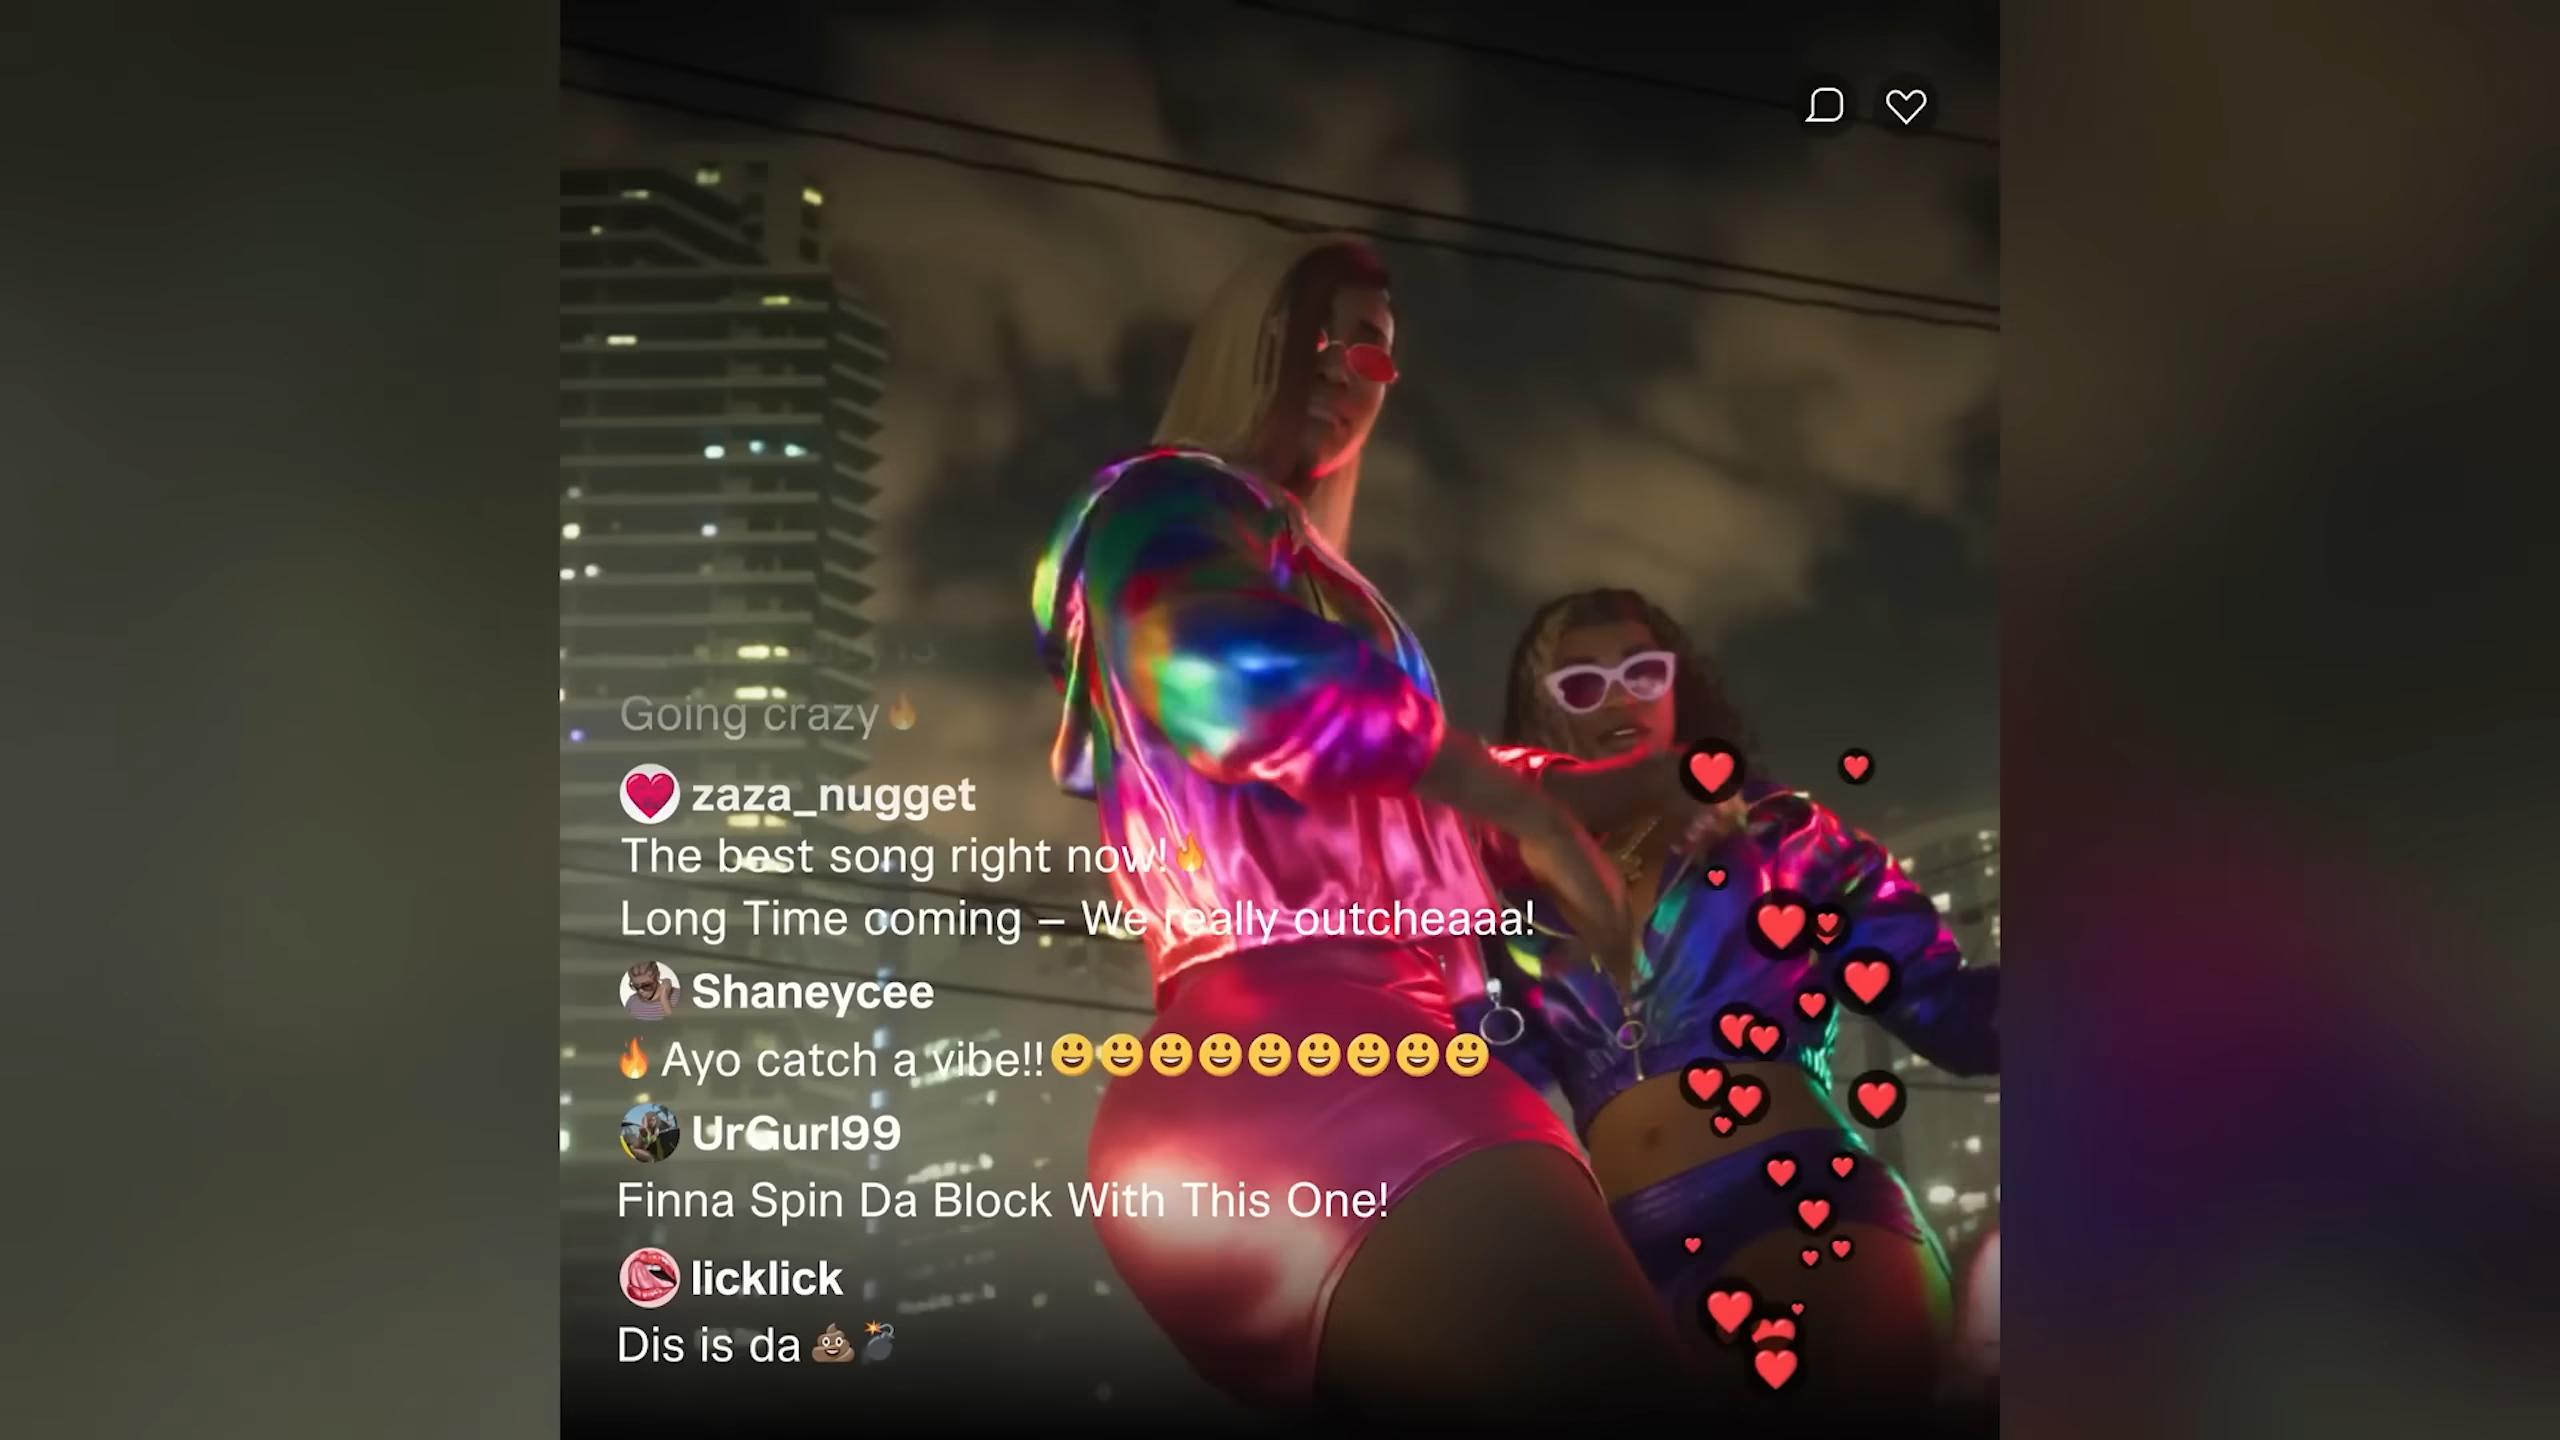 Going crazy🔥
zaza_nugget
The best song right now!🔥
Long Time coming – We really outcheaaa!
Shaneycee
🔥 Ayo catch a vibe!!😀😀😀😀😀😀😀😀😀
UrGurl99
Finna Spin Da Block With This One!
licklick
Dis is da 💩💣